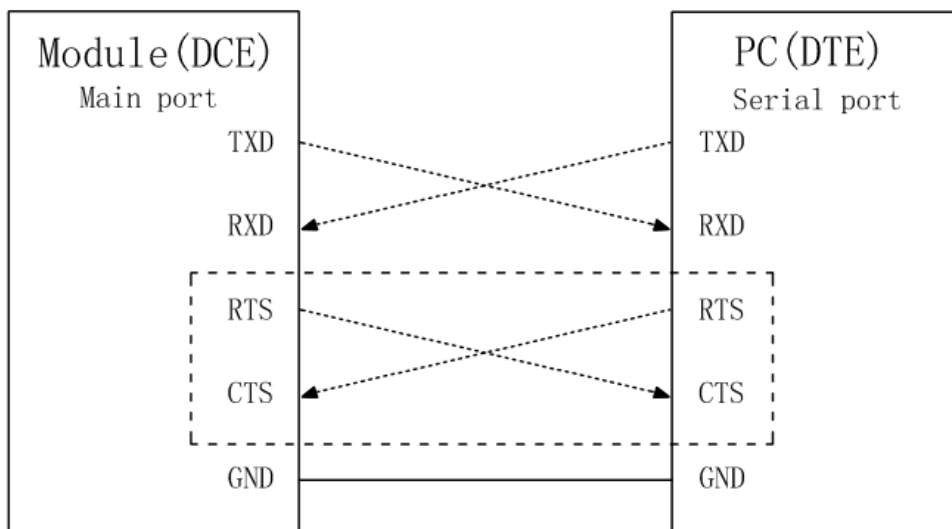 Module(DCE)
Main port
TXD
RXD
RTS
CTS
GND
PC(DTE)
Serial port
TXD
RXD
RTS
CTS
GND